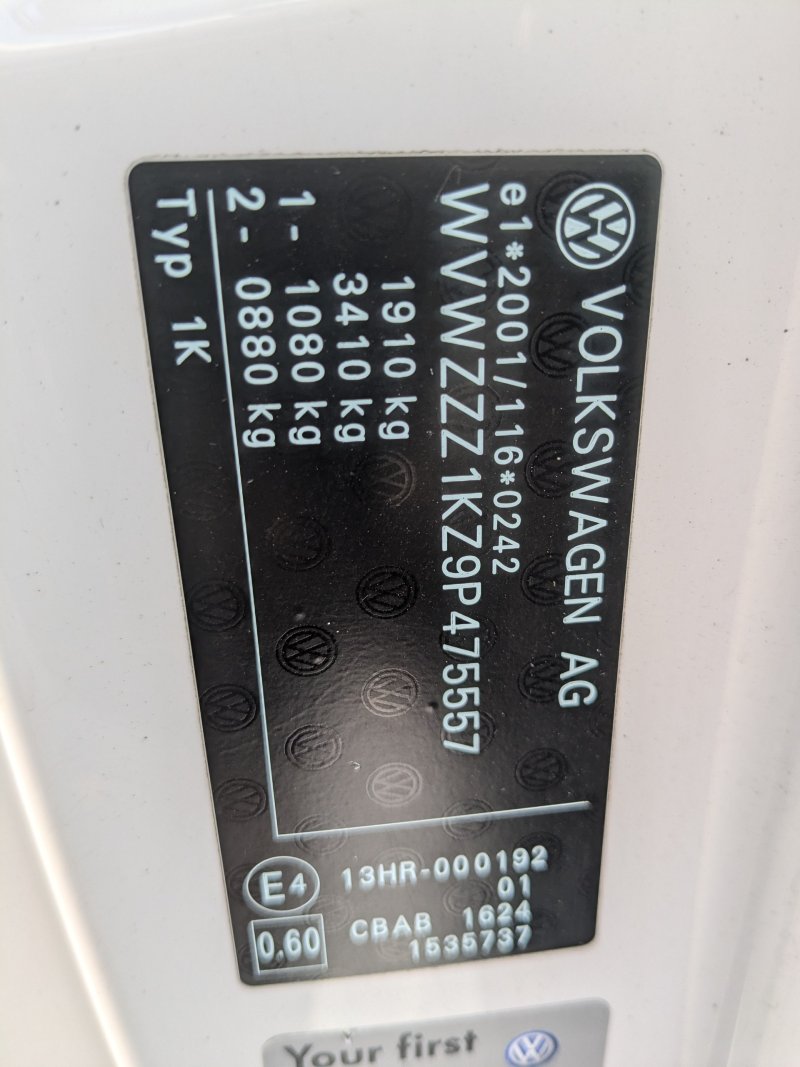 VOLKSWAGEN AG
e1*2001/116*0242
WVWZZZ1KZ9P475557
1910 kg
3410 kg
1- 1080 kg
2- 0880 kg
Typ 1K
13HR-000192
01
E4
CBAB 1624
1535737
0,60
Your first